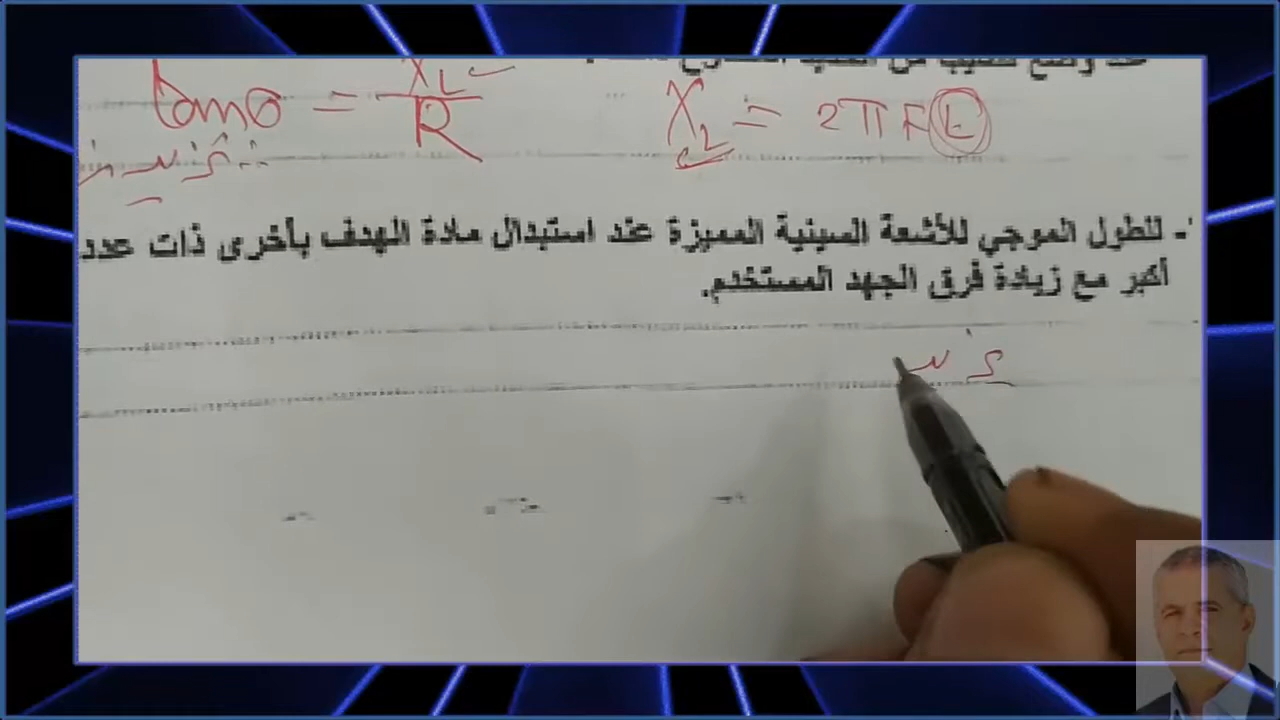 tanθ = XL / R
XL = 2πFL
- للطول الموجي للأشعة السينية المميزة عند استبدال مادة الهدف بأخرى ذات عدد
أكبر مع زيادة فرق الجهد المستخدم.